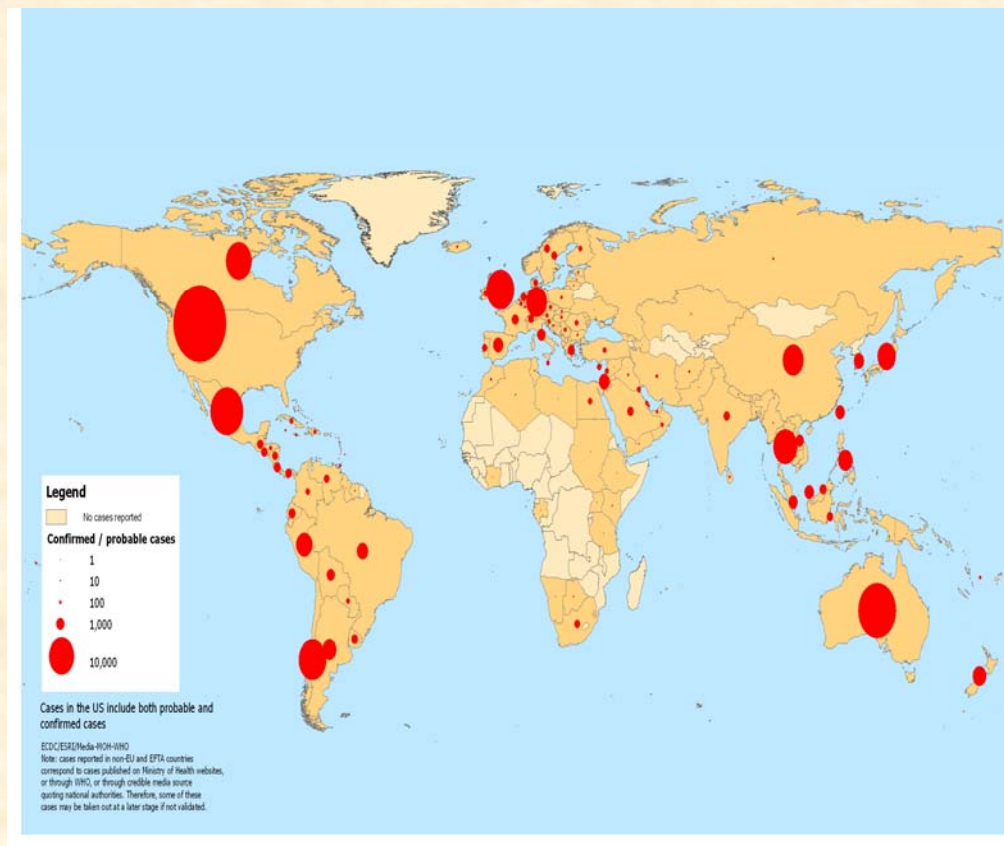 Legend
No cases reported
Confirmed / probable cases
1
10
100
1,000
10,000
Cases in the US include both probable and
confirmed cases
ECDC/ESRI/Media-MOH-WHO
Note: cases reported in non-EU and EFTA countries
correspond to cases published on Ministry of Health websites,
or through WHO, or through credible media source
quoting national authorities. Therefore, some of these
cases may be taken out at a later stage if not validated.